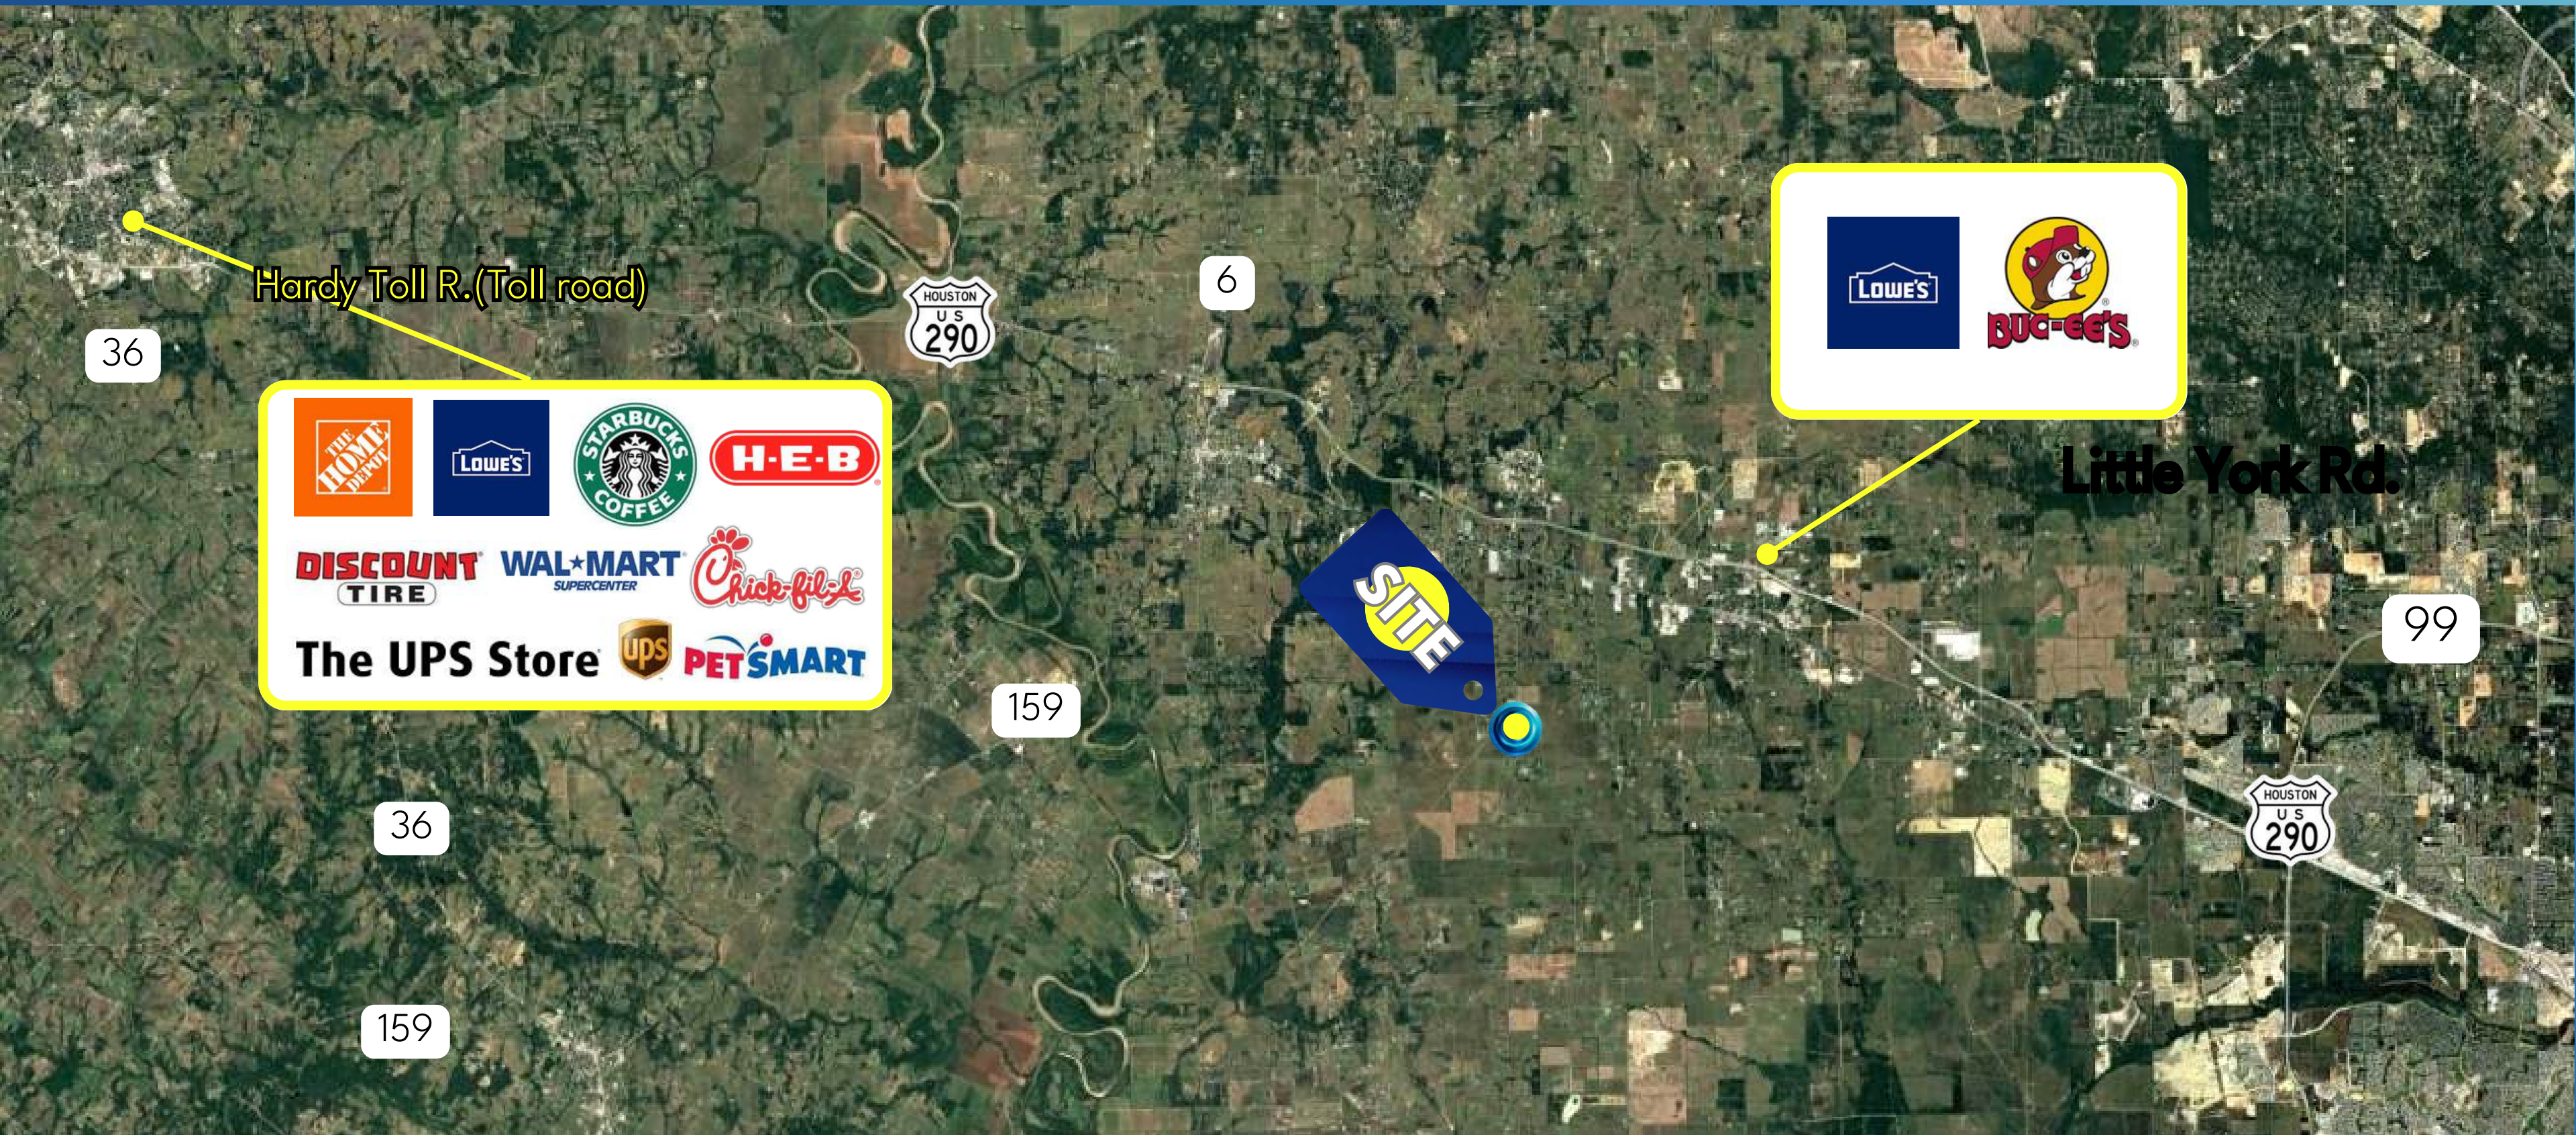 Hardy Toll R.(Toll road)
HOUSTON
US
290
6
LOWE'S
BUC-EE'S
36
THE
HOME
DEPOT
LOWE'S
STARBUCKS
COFFEE
H-E-B
Little York Rd.
DISCOUNT
TIRE
WAL★MART
SUPERCENTER
Chick-fil-A
SITE
99
The UPS Store
ups
PETSMART
159
HOUSTON
US
290
36
159